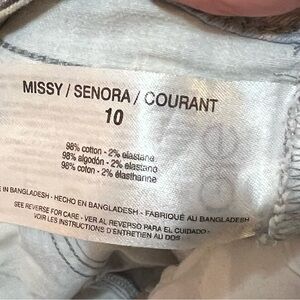 MISSY / SENORA / COURANT
10
98% cotton - 2% elastane
98% algodón - 2% elastano
98% coton - 2% élasthanne
IN BANGLADESH - HECHO EN BANGLADESH - FABRIQUÉ AU BANGLADESH
SEE REVERSE FOR CARE - VER AL REVERSO PARA EL CUIDADO -
VOIR LES INSTRUCTIONS D'ENTRETIEN AU DOS